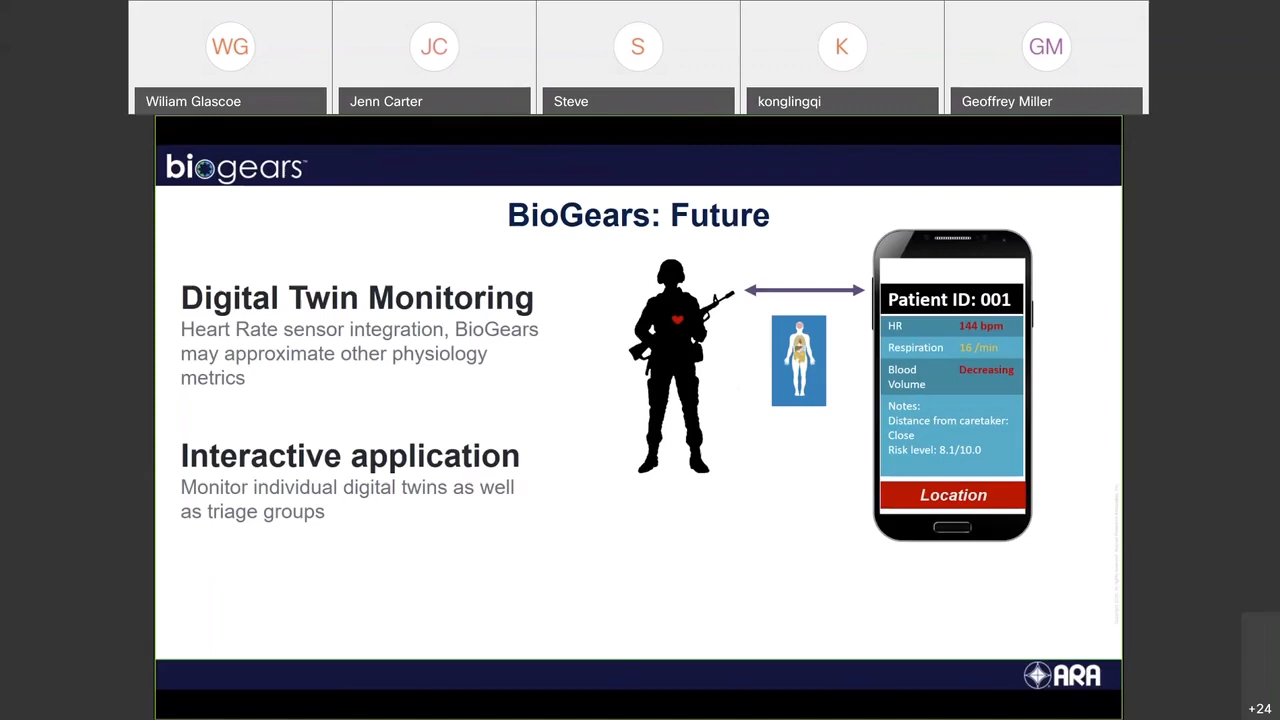 WG
JC
S
K
GM
Wiliam Glascoe
Jenn Carter
Steve
konglingqi
Geoffrey Miller
biogears™
BioGears: Future
Digital Twin Monitoring
Heart Rate sensor integration, BioGears
may approximate other physiology
metrics
Interactive application
Monitor individual digital twins as well
as triage groups
Patient ID: 001
HR 144 bpm
Respiration 16 /min
Blood Decreasing
Volume
Notes:
Distance from caretaker:
Close
Risk level: 8.1/10.0
Location
ARA
+24